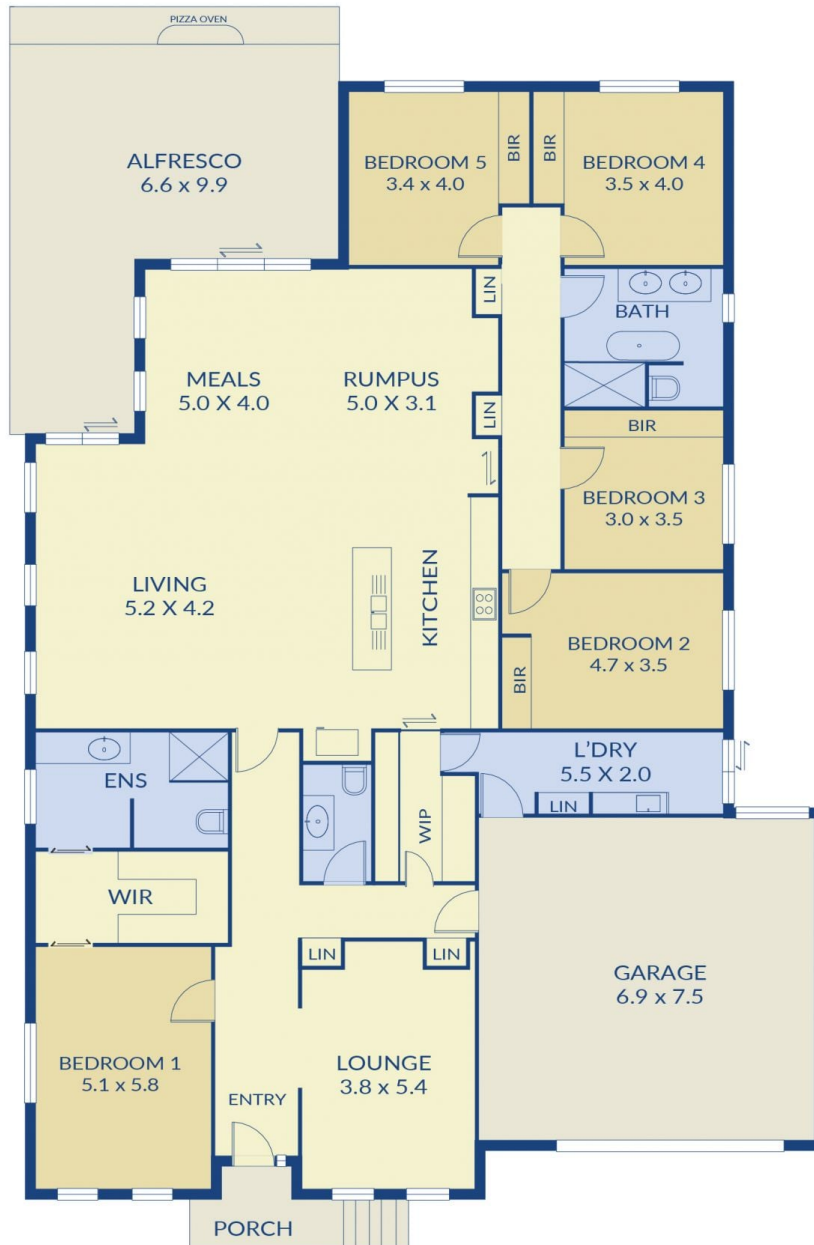 PIZZA OVEN
ALFRESCO
6.6 x 9.9
BEDROOM 5
3.4 x 4.0
BIR
BIR
BEDROOM 4
3.5 x 4.0
LIN
BATH
MEALS
5.0 X 4.0
RUMPUS
5.0 X 3.1
LIN
BIR
BEDROOM 3
3.0 x 3.5
LIVING
5.2 X 4.2
KITCHEN
BEDROOM 2
4.7 x 3.5
BIR
ENS
L'DRY
5.5 X 2.0
LIN
WIP
WIR
LIN
LIN
GARAGE
6.9 x 7.5
BEDROOM 1
5.1 x 5.8
LOUNGE
3.8 x 5.4
ENTRY
PORCH